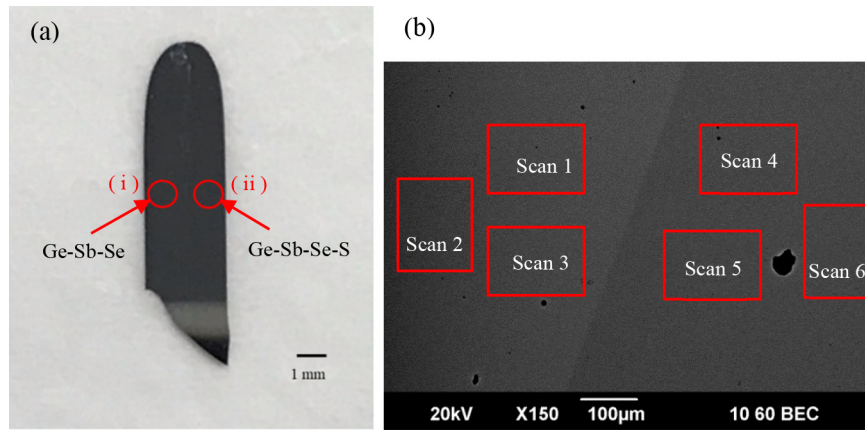 (a)
(i)
(ii)
Ge-Sb-Se
Ge-Sb-Se-S
1 mm
(b)
Scan 1
Scan 4
Scan 2
Scan 3
Scan 5
Scan 6
20kV X150 100µm 10 60 BEC